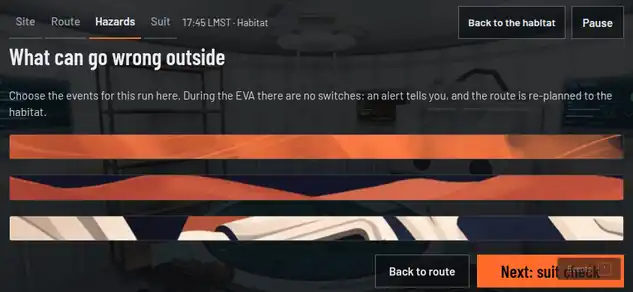 Site Route Hazards Suit 17:45 LMST · Habitat Back to the habitat Pause
What can go wrong outside
Choose the events for this run here. During the EVA there are no switches: an alert tells you, and the route is re-planned to the
habitat.
Back to route Next: suit check